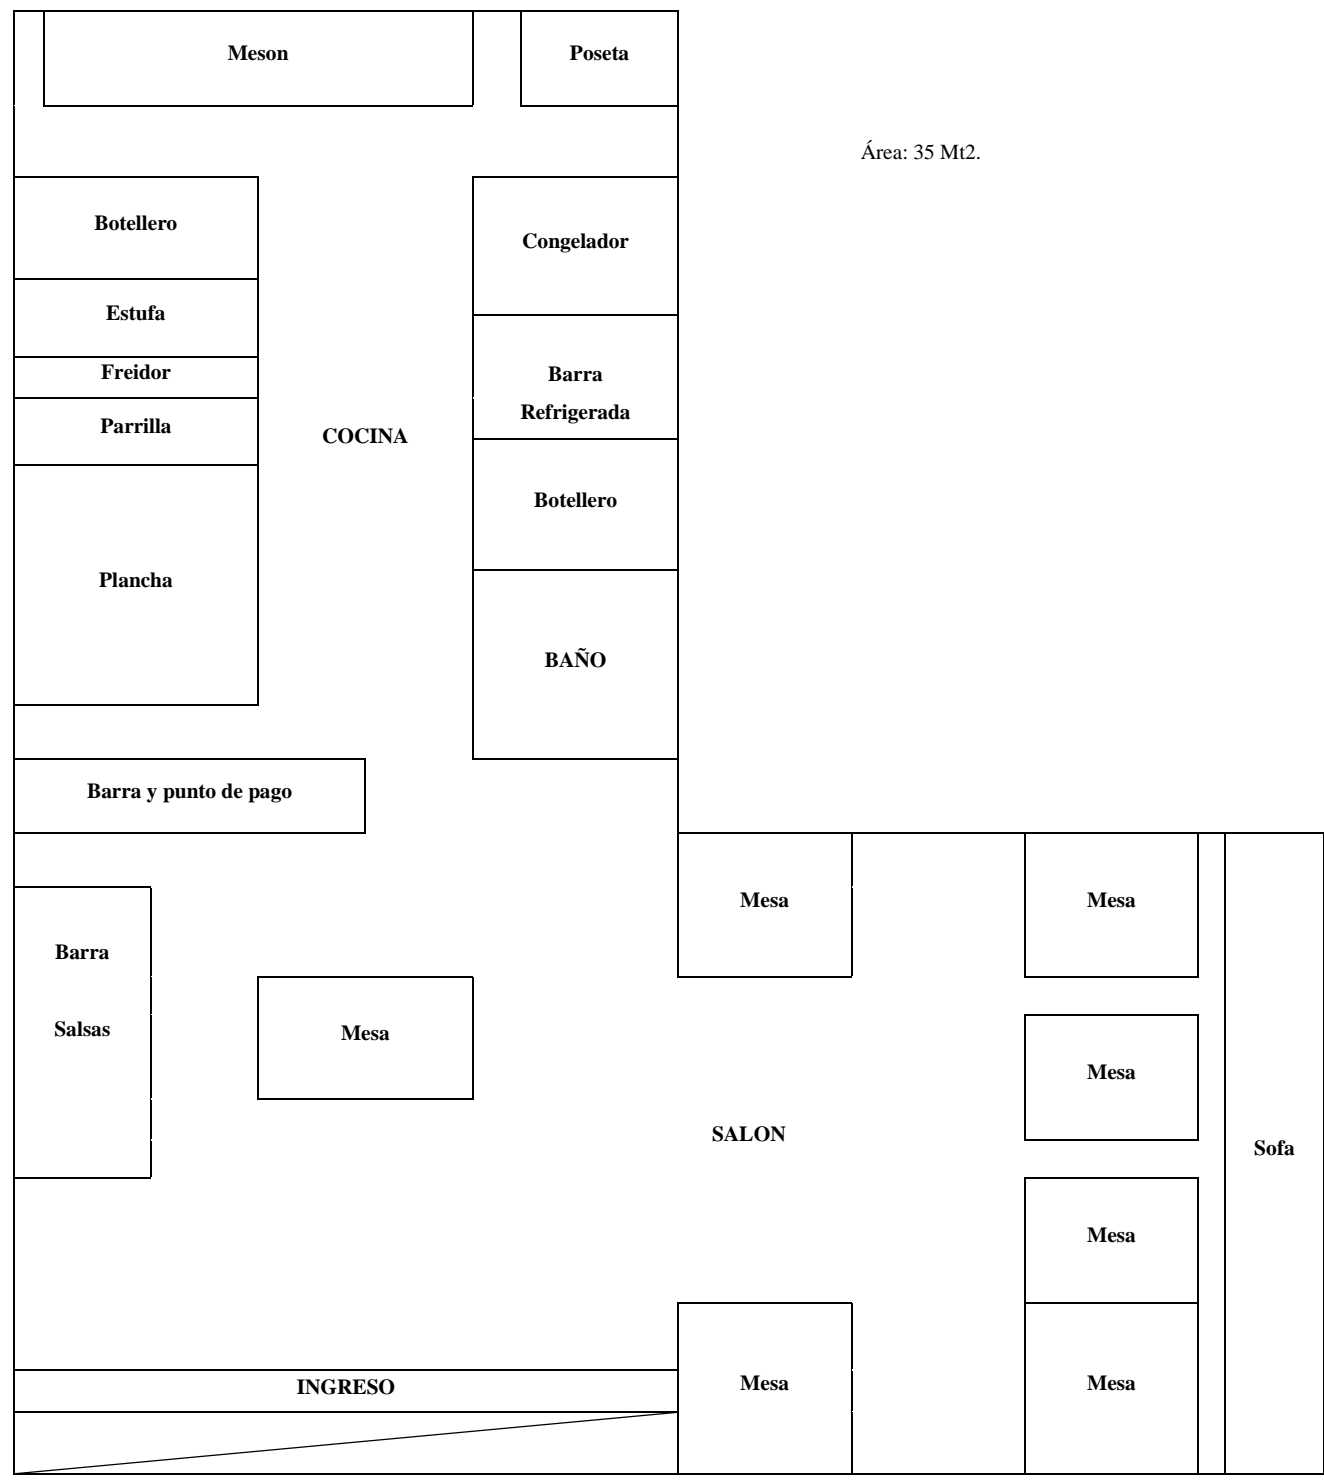 Meson
Poseta
Área: 35 Mt2.
Botellero
Congelador
Estufa
Freidor
Barra
Refrigerada
Parrilla
COCINA
Botellero
Plancha
BAÑO
Barra y punto de pago
Mesa
Mesa
Barra
Salsas
Mesa
Mesa
SALON
Sofa
Mesa
INGRESO
Mesa
Mesa